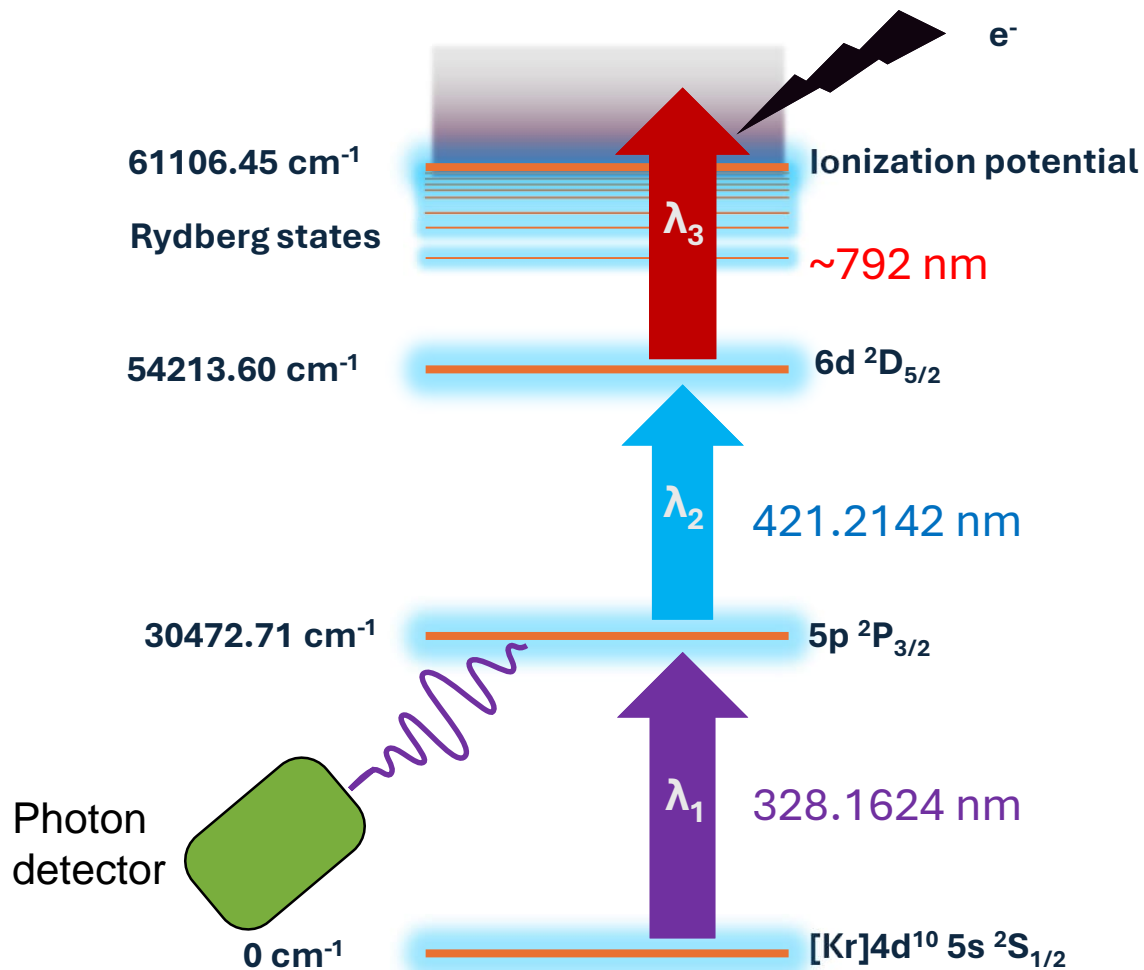 e⁻
61106.45 cm⁻¹
Ionization potential
λ₃
Rydberg states
~792 nm
54213.60 cm⁻¹
6d ²D₅/₂
λ₂
421.2142 nm
30472.71 cm⁻¹
5p ²P₃/₂
λ₁
328.1624 nm
Photon
detector
0 cm⁻¹
[Kr]4d¹⁰ 5s ²S₁/₂